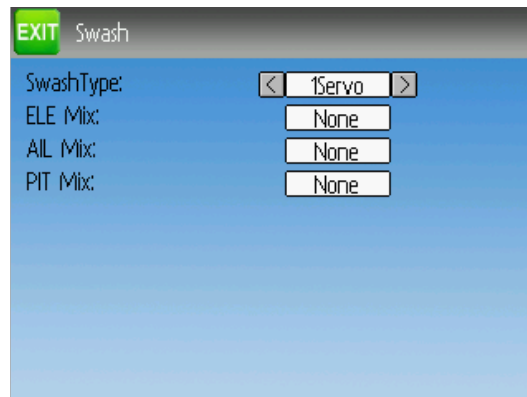 EXIT Swash
SwashType: < 1Servo >
ELE Mix: None
AIL Mix: None
PIT Mix: None